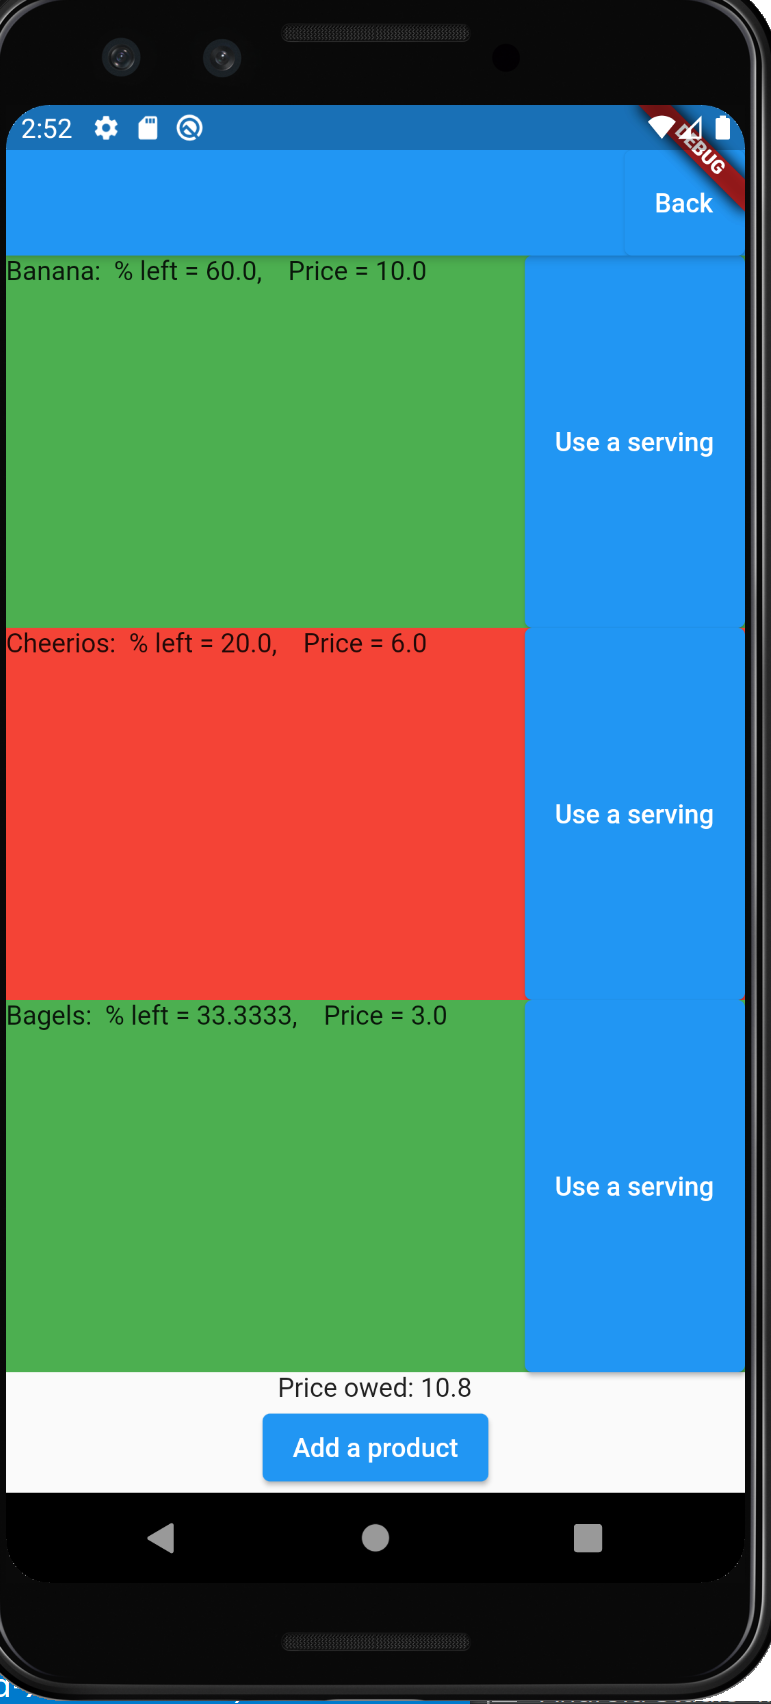 2:52
DEBUG
Back
Banana:  % left = 60.0,    Price = 10.0
Use a serving
Cheerios:  % left = 20.0,    Price = 6.0
Use a serving
Bagels:  % left = 33.3333,    Price = 3.0
Use a serving
Price owed: 10.8
Add a product